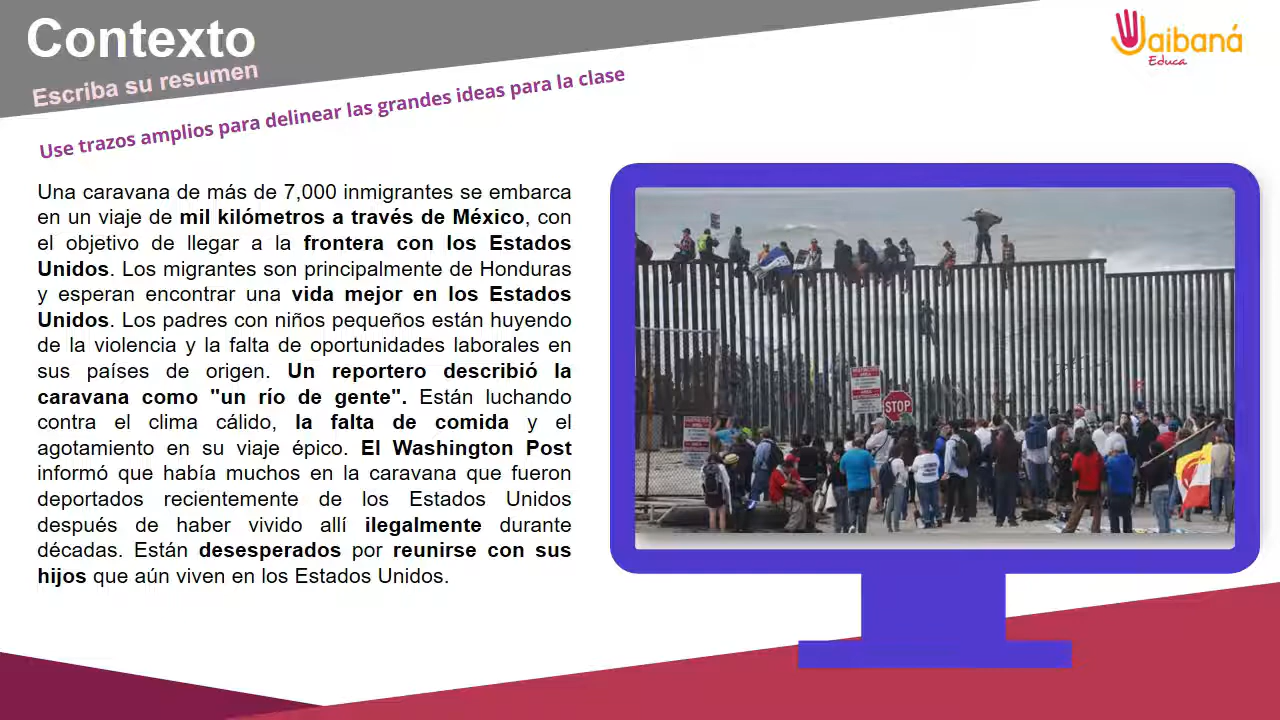 Contexto
Escriba su resumen
Use trazos amplios para delinear las grandes ideas para la clase
Jaibaná
Educa
Una caravana de más de 7,000 inmigrantes se embarca
en un viaje de mil kilómetros a través de México, con
el objetivo de llegar a la frontera con los Estados
Unidos. Los migrantes son principalmente de Honduras
y esperan encontrar una vida mejor en los Estados
Unidos. Los padres con niños pequeños están huyendo
de la violencia y la falta de oportunidades laborales en
sus países de origen. Un reportero describió la
caravana como "un río de gente". Están luchando
contra el clima cálido, la falta de comida y el
agotamiento en su viaje épico. El Washington Post
informó que había muchos en la caravana que fueron
deportados recientemente de los Estados Unidos
después de haber vivido allí ilegalmente durante
décadas. Están desesperados por reunirse con sus
hijos que aún viven en los Estados Unidos.
STOP